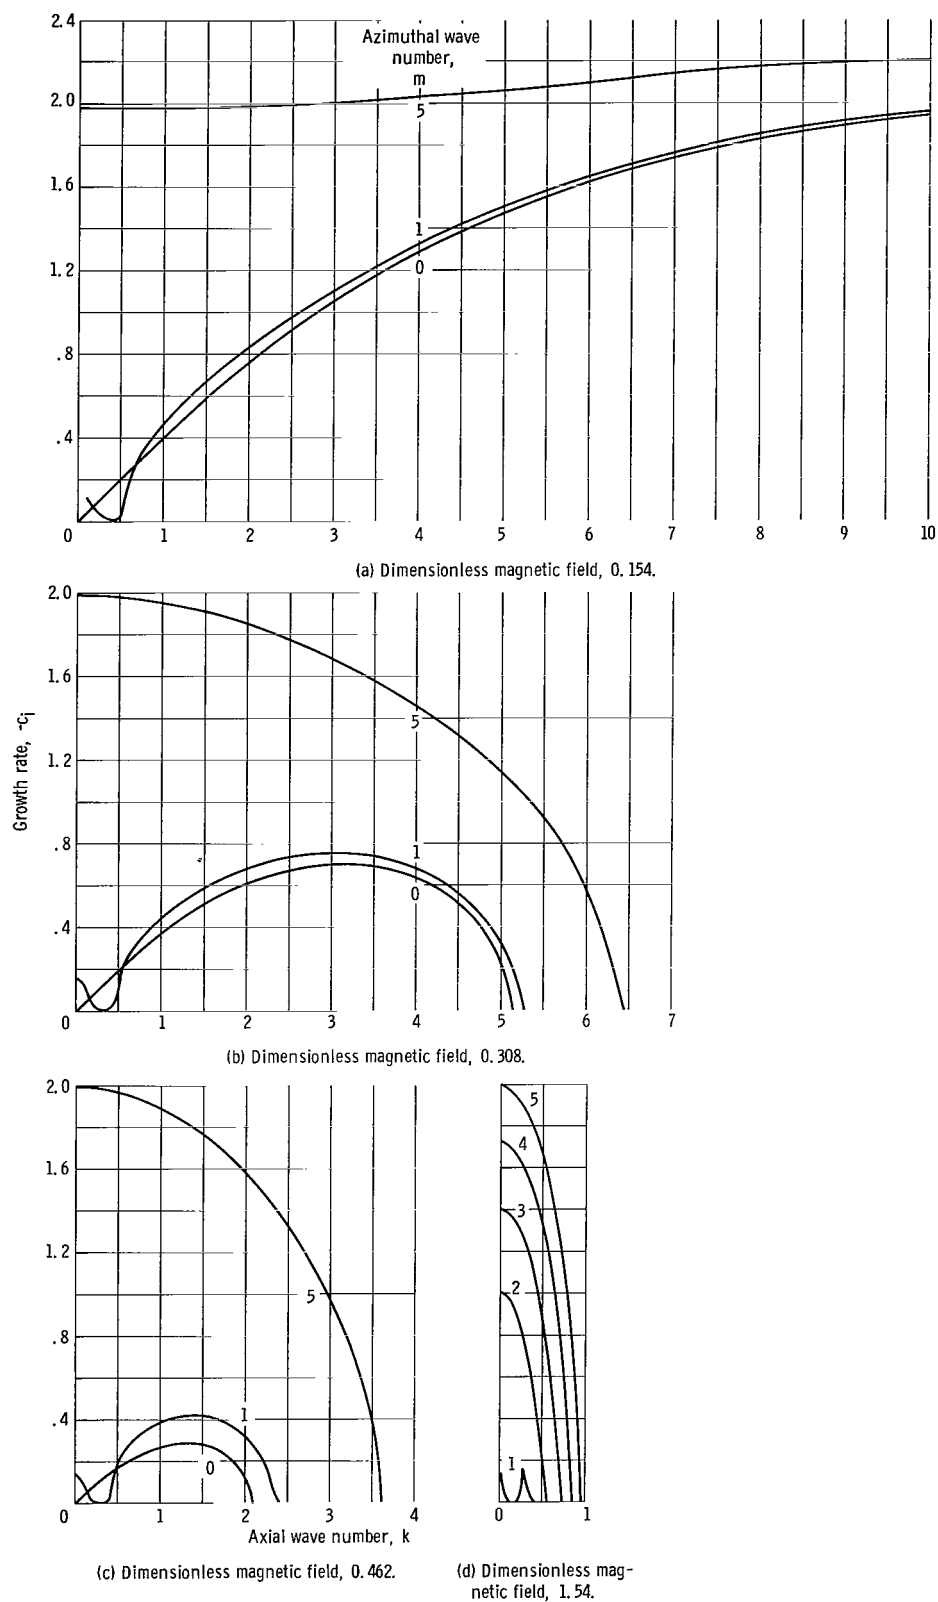 2.4
Azimuthal wave
number,
m
2.0
5
1.6
1
1.2
0
.8
.4
0 1 2 3 4 5 6 7 8 9 10
(a) Dimensionless magnetic field, 0.154.
2.0
1.6
5
1.2
Growth rate, -ci
.8
1
0
.4
0 1 2 3 4 5 6 7
(b) Dimensionless magnetic field, 0.308.
2.0
5
4
1.6
3
1.2
2
5
.8
.4
1
1
0
0 1 2 3 4
0 1
Axial wave number, k
(c) Dimensionless magnetic field, 0.462.
(d) Dimensionless mag-
netic field, 1.54.